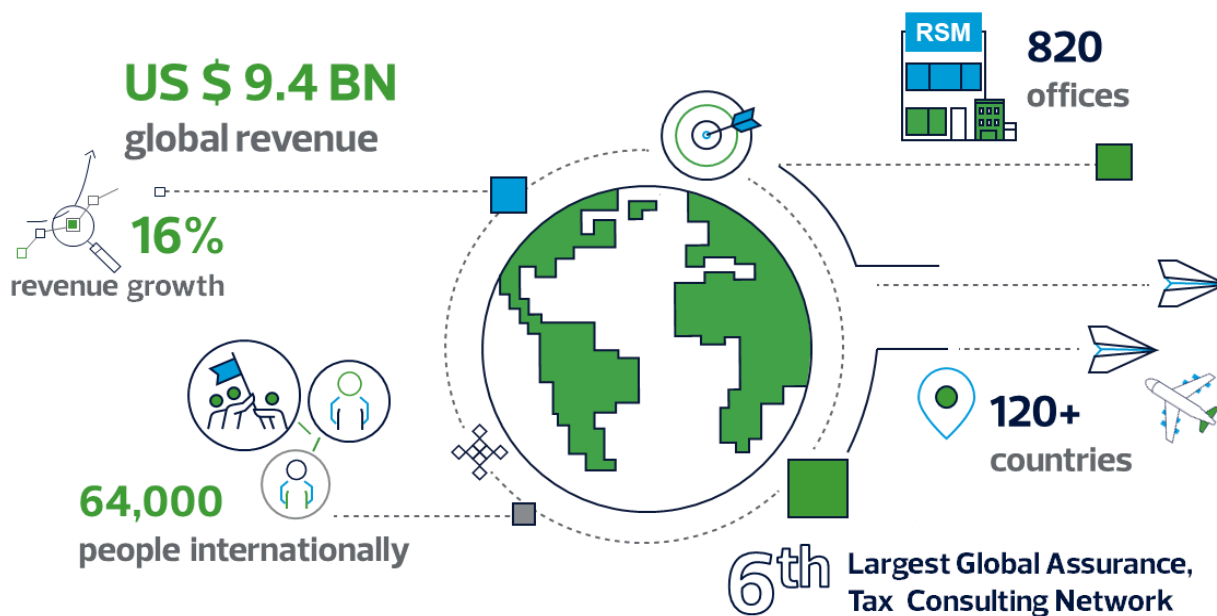 US $ 9.4 BN
global revenue
16%
revenue growth
RSM
820
offices
120+
countries
64,000
people internationally
6th Largest Global Assurance,
Tax Consulting Network